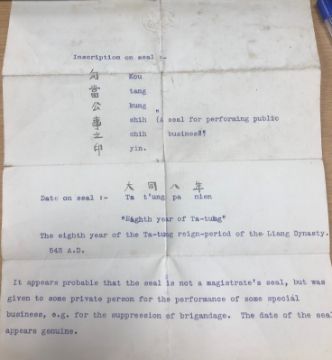 Inscription on seal :-
勾 Kou
當 tang
公 kung
事 shih (A seal for performing public
之 chih business")
印 yin.
大同八年
Date on seal :- Ta t'ung pa nien
"Eighth year of Ta-tung"
The eighth year of the Ta-tung reign-period of the Liang Dynasty.
542 A.D.
It appears probable that the seal is not a magistrate's seal, but was
given to some private person for the performance of some special
business, e.g. for the suppression of brigandage. The date of the seal
appears genuine.